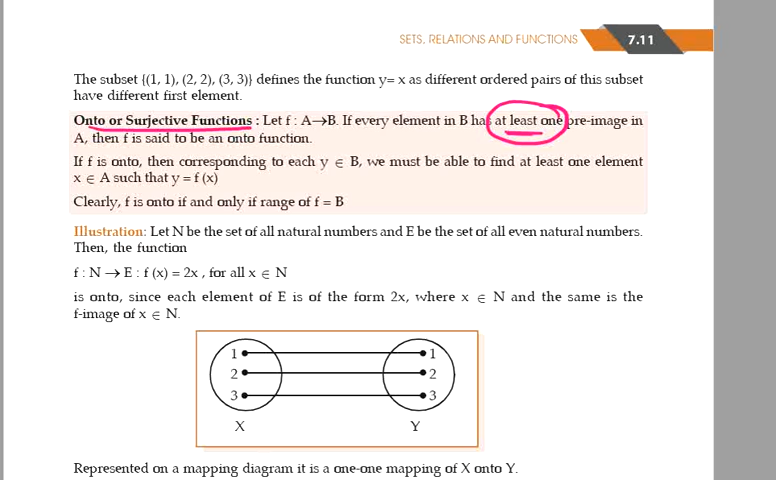 SETS, RELATIONS AND FUNCTIONS 7.11
The subset {(1, 1), (2, 2), (3, 3)} defines the function y= x as different ordered pairs of this subset
have different first element.
Onto or Surjective Functions : Let f : A→B. If every element in B has at least one pre-image in
A, then f is said to be an onto function.
If f is onto, then corresponding to each y ∈ B, we must be able to find at least one element
x ∈ A such that y = f (x)
Clearly, f is onto if and only if range of f = B
Illustration: Let N be the set of all natural numbers and E be the set of all even natural numbers.
Then, the function
f : N → E : f (x) = 2x , for all x ∈ N
is onto, since each element of E is of the form 2x, where x ∈ N and the same is the
f-image of x ∈ N.
1 1
2 2
3 3
X Y
Represented on a mapping diagram it is a one-one mapping of X onto Y.